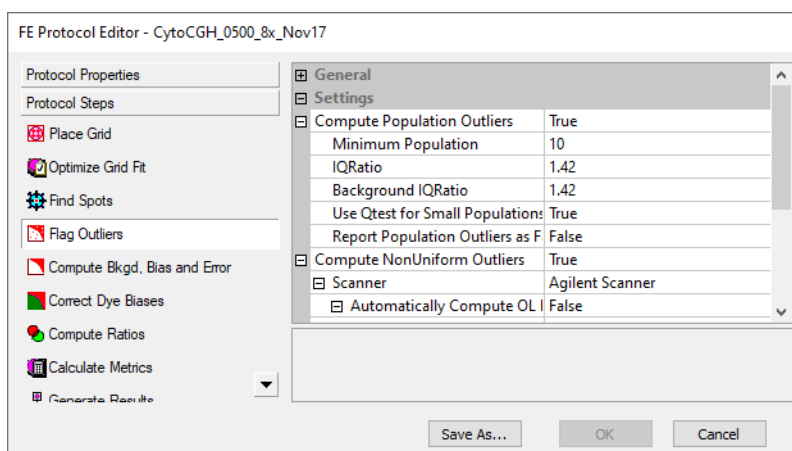 FE Protocol Editor - CytoCGH_0500_8x_Nov17
Protocol Properties
Protocol Steps
Place Grid
Optimize Grid Fit
Find Spots
Flag Outliers
Compute Bkgd, Bias and Error
Correct Dye Biases
Compute Ratios
Calculate Metrics
Generate Results
General
Settings
Compute Population Outliers True
Minimum Population 10
IQRatio 1.42
Background IQRatio 1.42
Use Qtest for Small Populations True
Report Population Outliers as F False
Compute NonUniform Outliers True
Scanner Agilent Scanner
Automatically Compute OL False
Save As... OK Cancel